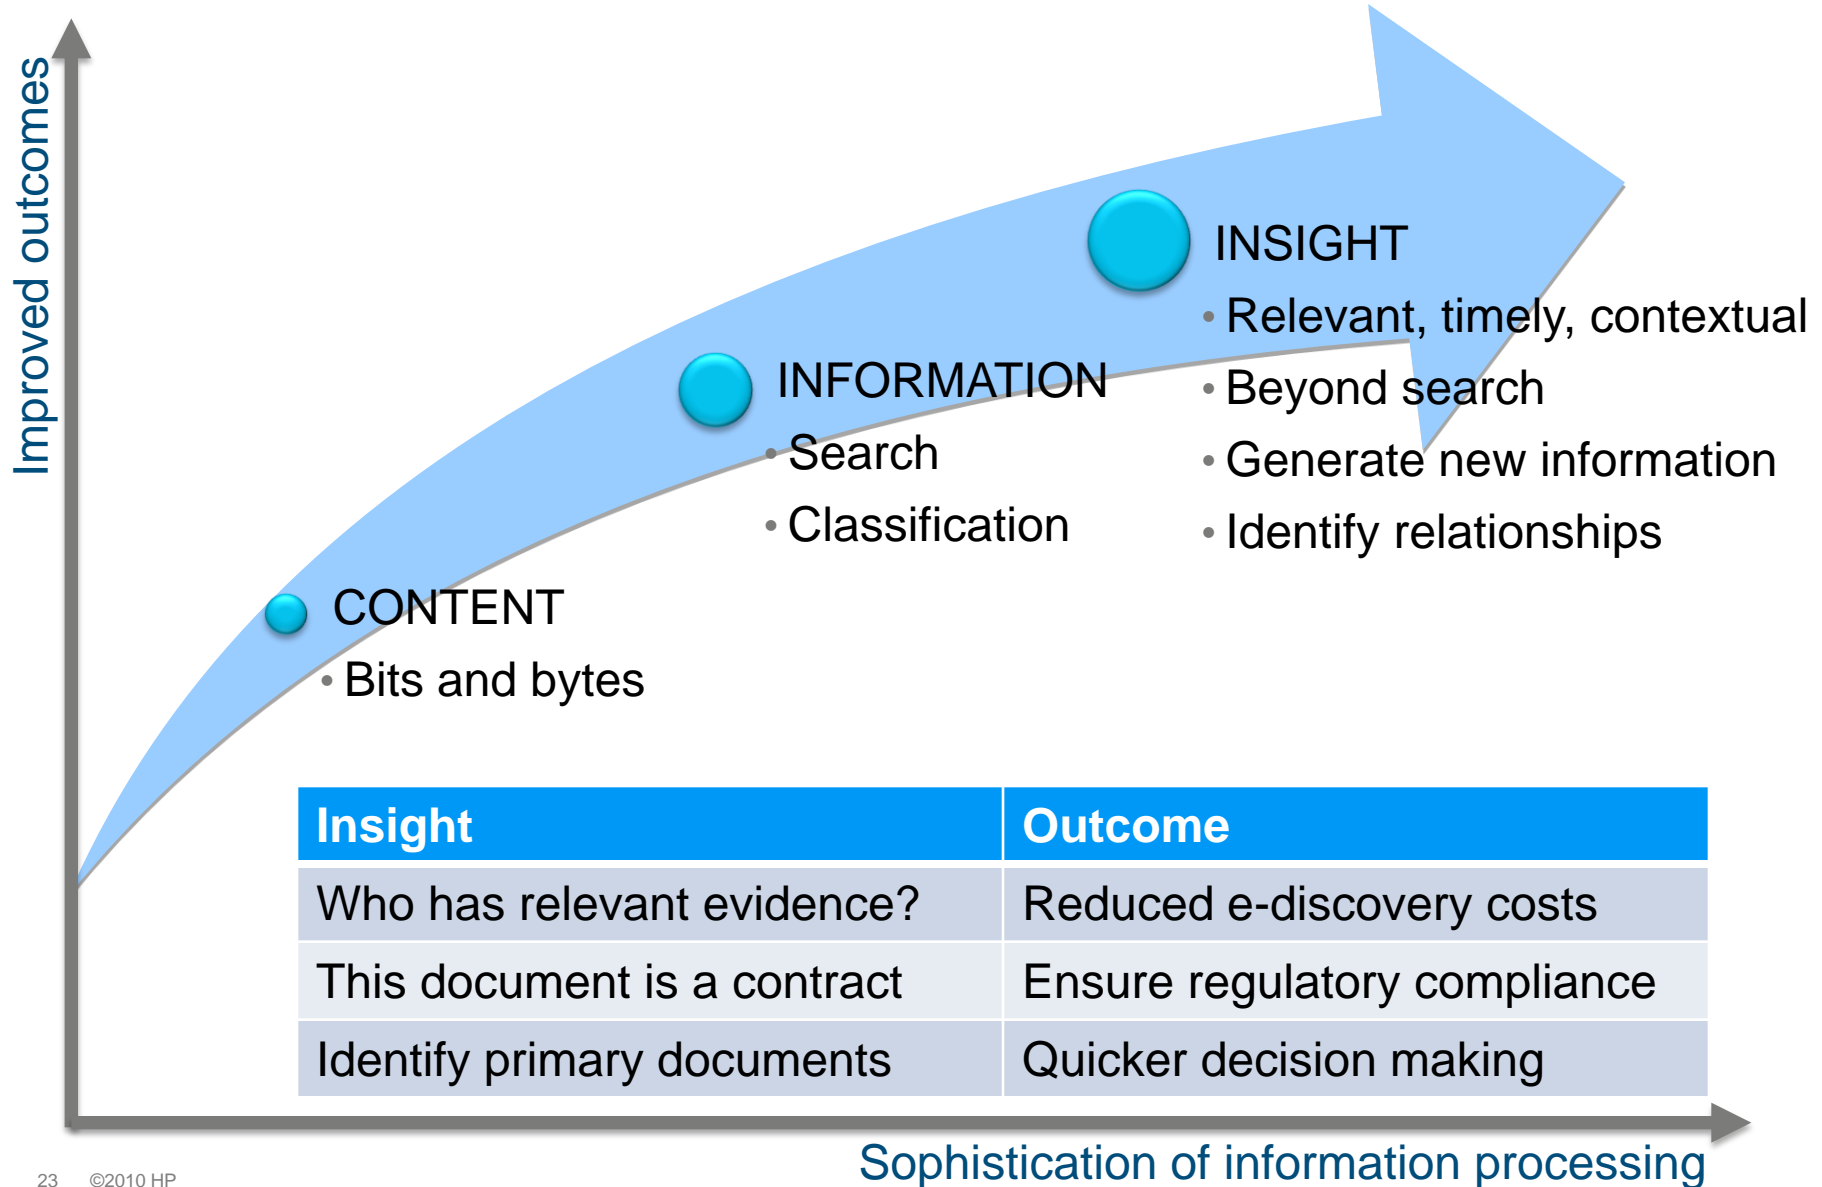 Improved outcomes
INSIGHT
• Relevant, timely, contextual
• Beyond search
• Generate new information
• Identify relationships
INFORMATION
• Search
• Classification
CONTENT
• Bits and bytes
Insight Outcome
Who has relevant evidence? Reduced e-discovery costs
This document is a contract Ensure regulatory compliance
Identify primary documents Quicker decision making
Sophistication of information processing
23 ©2010 HP